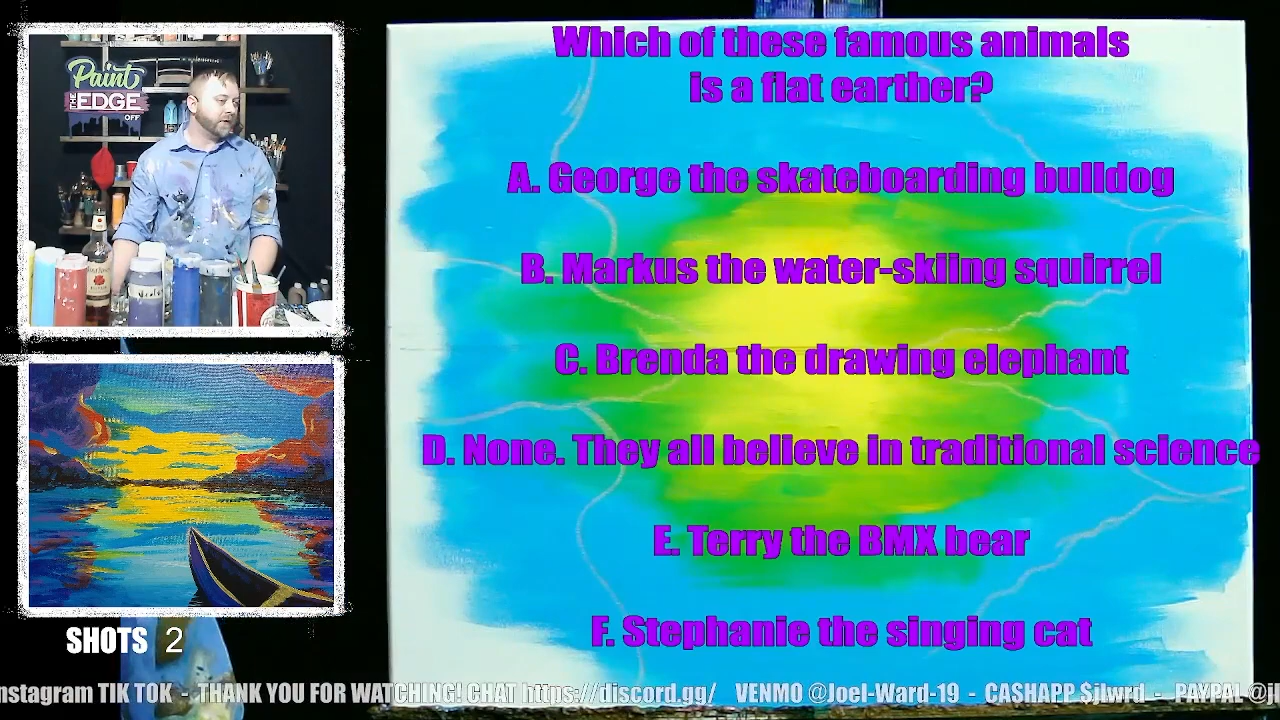 Paint
THE EDGE
OFF
Which of these famous animals
is a flat earther?
A. George the skateboarding bulldog
B. Markus the water-skiing squirrel
C. Brenda the drawing elephant
D. None. They all believe in traditional science
E. Terry the BMX bear
F. Stephanie the singing cat
SHOTS 2
nstagram TIK TOK - THANK YOU FOR WATCHING! CHAT https://discord.gg/ VENMO @Joel-Ward-19 - CASHAPP $jlwrd - PAYPAL @jl